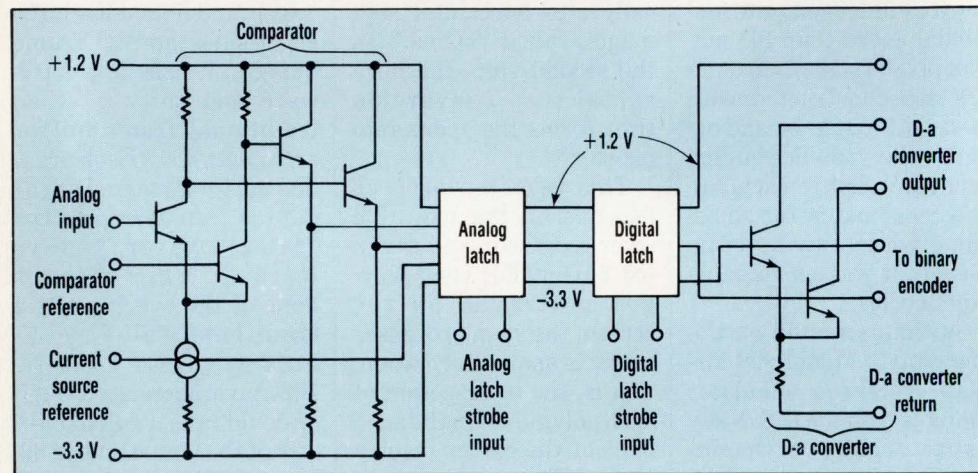 Comparator
+1.2 V
Analog
input
Comparator
reference
Current
source
reference
−3.3 V
Analog
latch
Analog
latch
strobe
input
+1.2 V
−3.3 V
Digital
latch
Digital
latch
strobe
input
D-a
converter
output
To binary
encoder
D-a converter
return
D-a converter